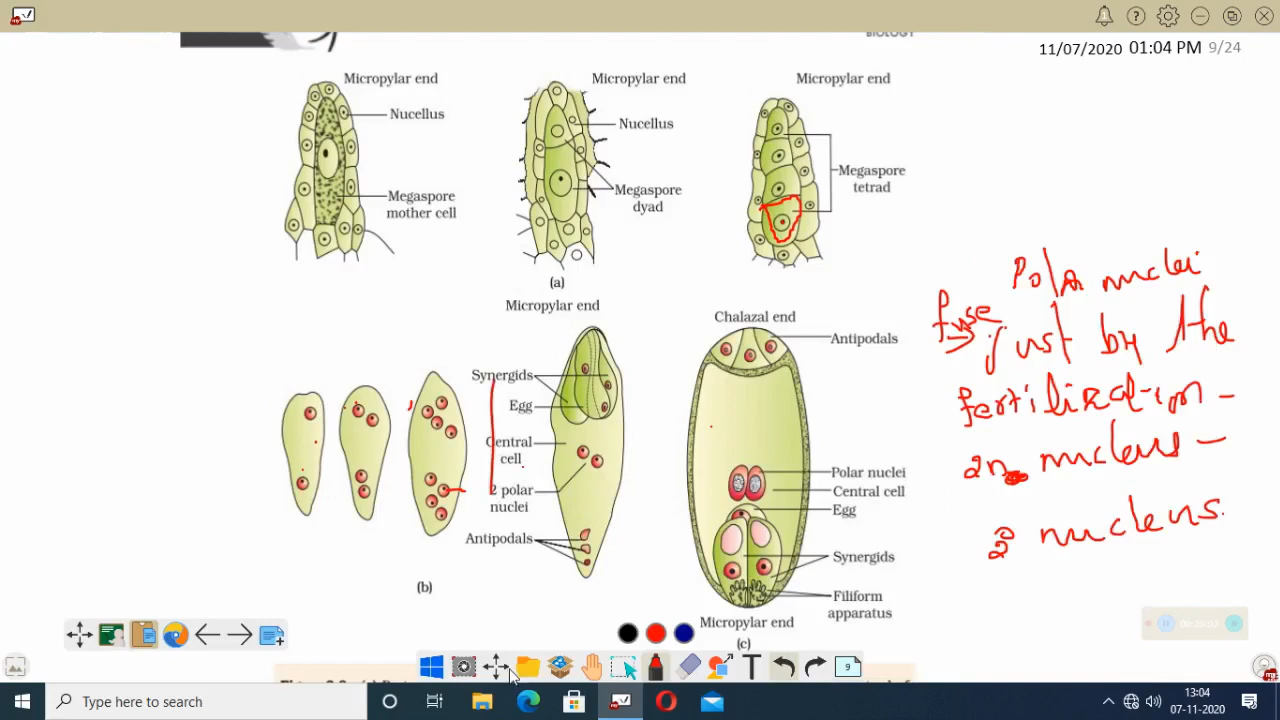 BIOLOGY
11/07/2020 01:04 PM 9/24
Micropylar end
Micropylar end
Micropylar end
Nucellus
Nucellus
Megaspore
mother cell
Megaspore
dyad
Megaspore
tetrad
(a)
Polar nuclei
fuse just by the
fertilization -
2n nucleus -
2° nucleus.
Micropylar end
Synergids
Egg
Central
cell
2 polar
nuclei
Antipodals
(b)
Chalazal end
Antipodals
Polar nuclei
Central cell
Egg
Synergids
Filiform
apparatus
Micropylar end
(c)
9
Type here to search
13:04
07-11-2020